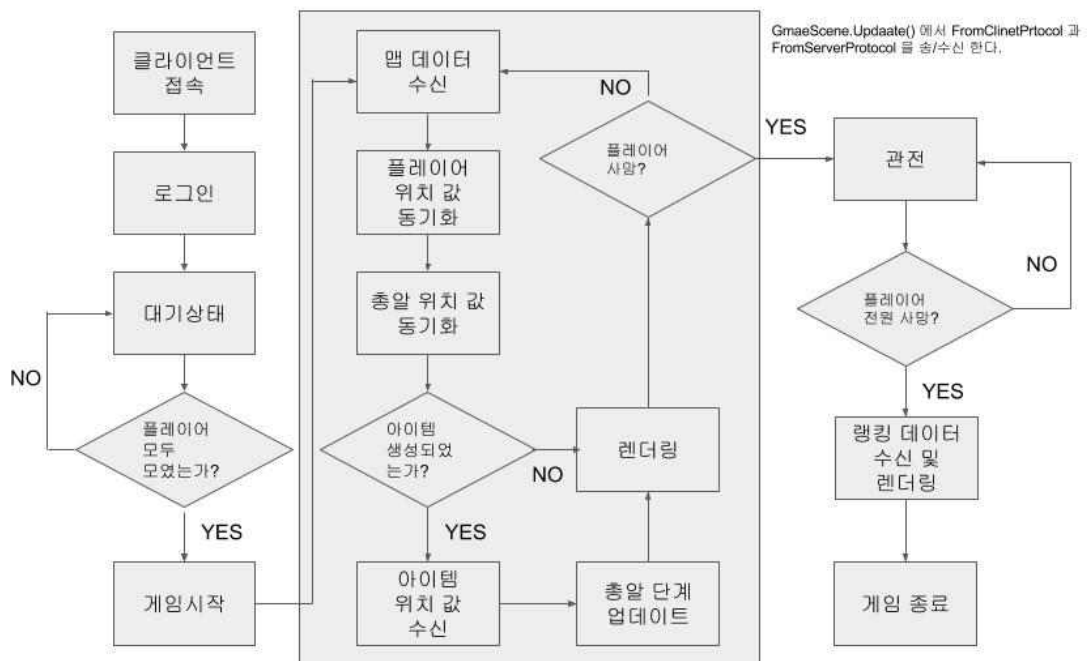 GmaeScene.Updaate() 에서 FromClinetPrtocol 과
FromServerProtocol 을 송/수신 한다.
클라이언트
접속
로그인
대기상태
NO
플레이어
모두
모였는가?
YES
게임시작
맵 데이터
수신
플레이어
위치 값
동기화
총알 위치 값
동기화
아이템
생성되었
는가?
NO
YES
아이템
위치 값
수신
총알 단계
업데이트
렌더링
플레이어
사망?
NO
YES
관전
플레이어
전원 사망?
NO
YES
랭킹 데이터
수신 및
렌더링
게임 종료